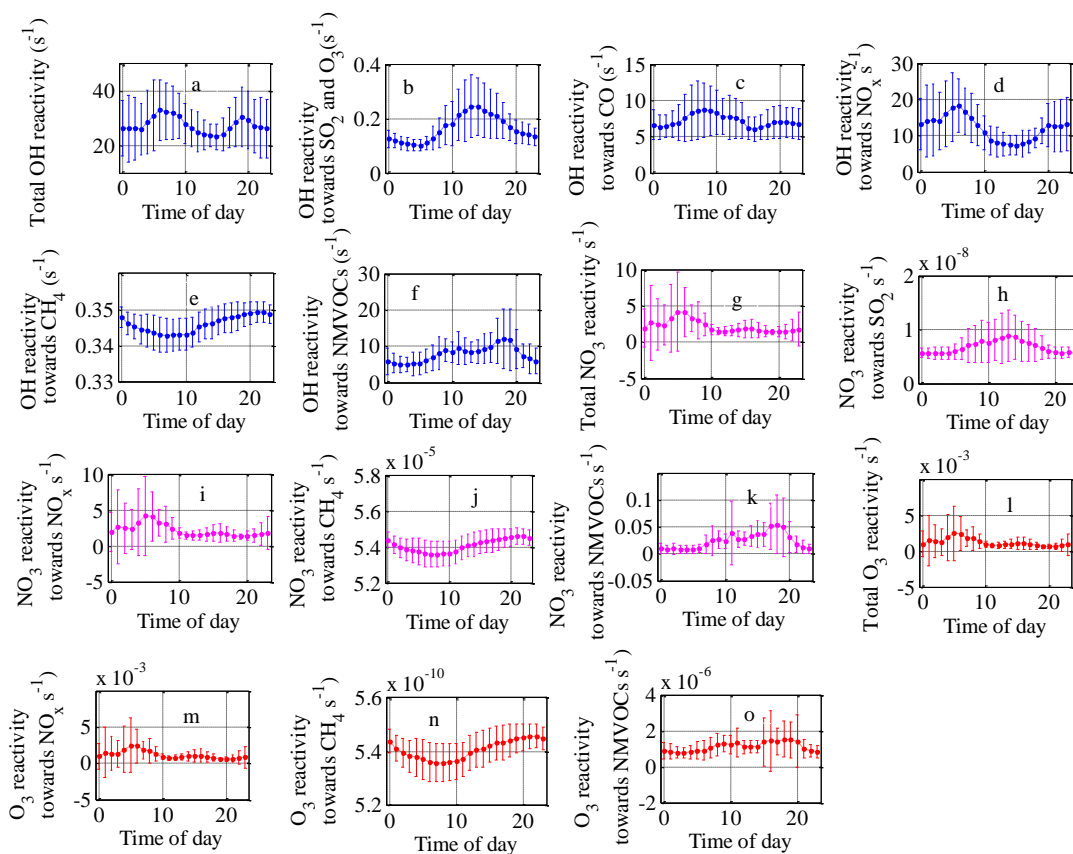 Total OH reactivity (s⁻¹)
40
20
a
0 10 20
Time of day
OH reactivity
towards SO₂ and O₃(s⁻¹)
0.4
0.2
0
b
0 10 20
Time of day
OH reactivity
towards CO (s⁻¹)
15
10
5
0
c
0 10 20
Time of day
OH reactivity
towards NOₓ s⁻¹)
30
20
10
0
d
0 10 20
Time of day
OH reactivity
towards CH₄ (s⁻¹)
0.35
0.34
0.33
e
0 10 20
Time of day
OH reactivity
towards NMVOCs (s⁻¹)
30
20
10
0
f
0 10 20
Time of day
Total NO₃ reactivity s⁻¹)
10
5
0
-5
g
0 10 20
Time of day
NO₃ reactivity
towards SO₂ s⁻¹)
x 10⁻⁸
2
1
0
h
0 10 20
Time of day
NO₃ reactivity
towards NOₓ s⁻¹)
10
5
0
-5
i
0 10 20
Time of day
NO₃ reactivity
towards CH₄ s⁻¹)
x 10⁻⁵
5.8
5.6
5.4
5.2
j
0 10 20
Time of day
NO₃ reactivity
towards NMVOCs s⁻¹)
0.1
0.05
0
-0.05
k
0 10 20
Time of day
Total O₃ reactivity s⁻¹)
x 10⁻³
5
0
-5
l
0 10 20
Time of day
O₃ reactivity
towards NOₓ s⁻¹)
x 10⁻³
5
0
-5
m
0 10 20
Time of day
O₃ reactivity
towards CH₄ s⁻¹)
x 10⁻¹⁰
5.6
5.4
5.2
n
0 10 20
Time of day
O₃ reactivity
towards NMVOCs s⁻¹)
x 10⁻⁶
4
2
0
-2
o
0 10 20
Time of day